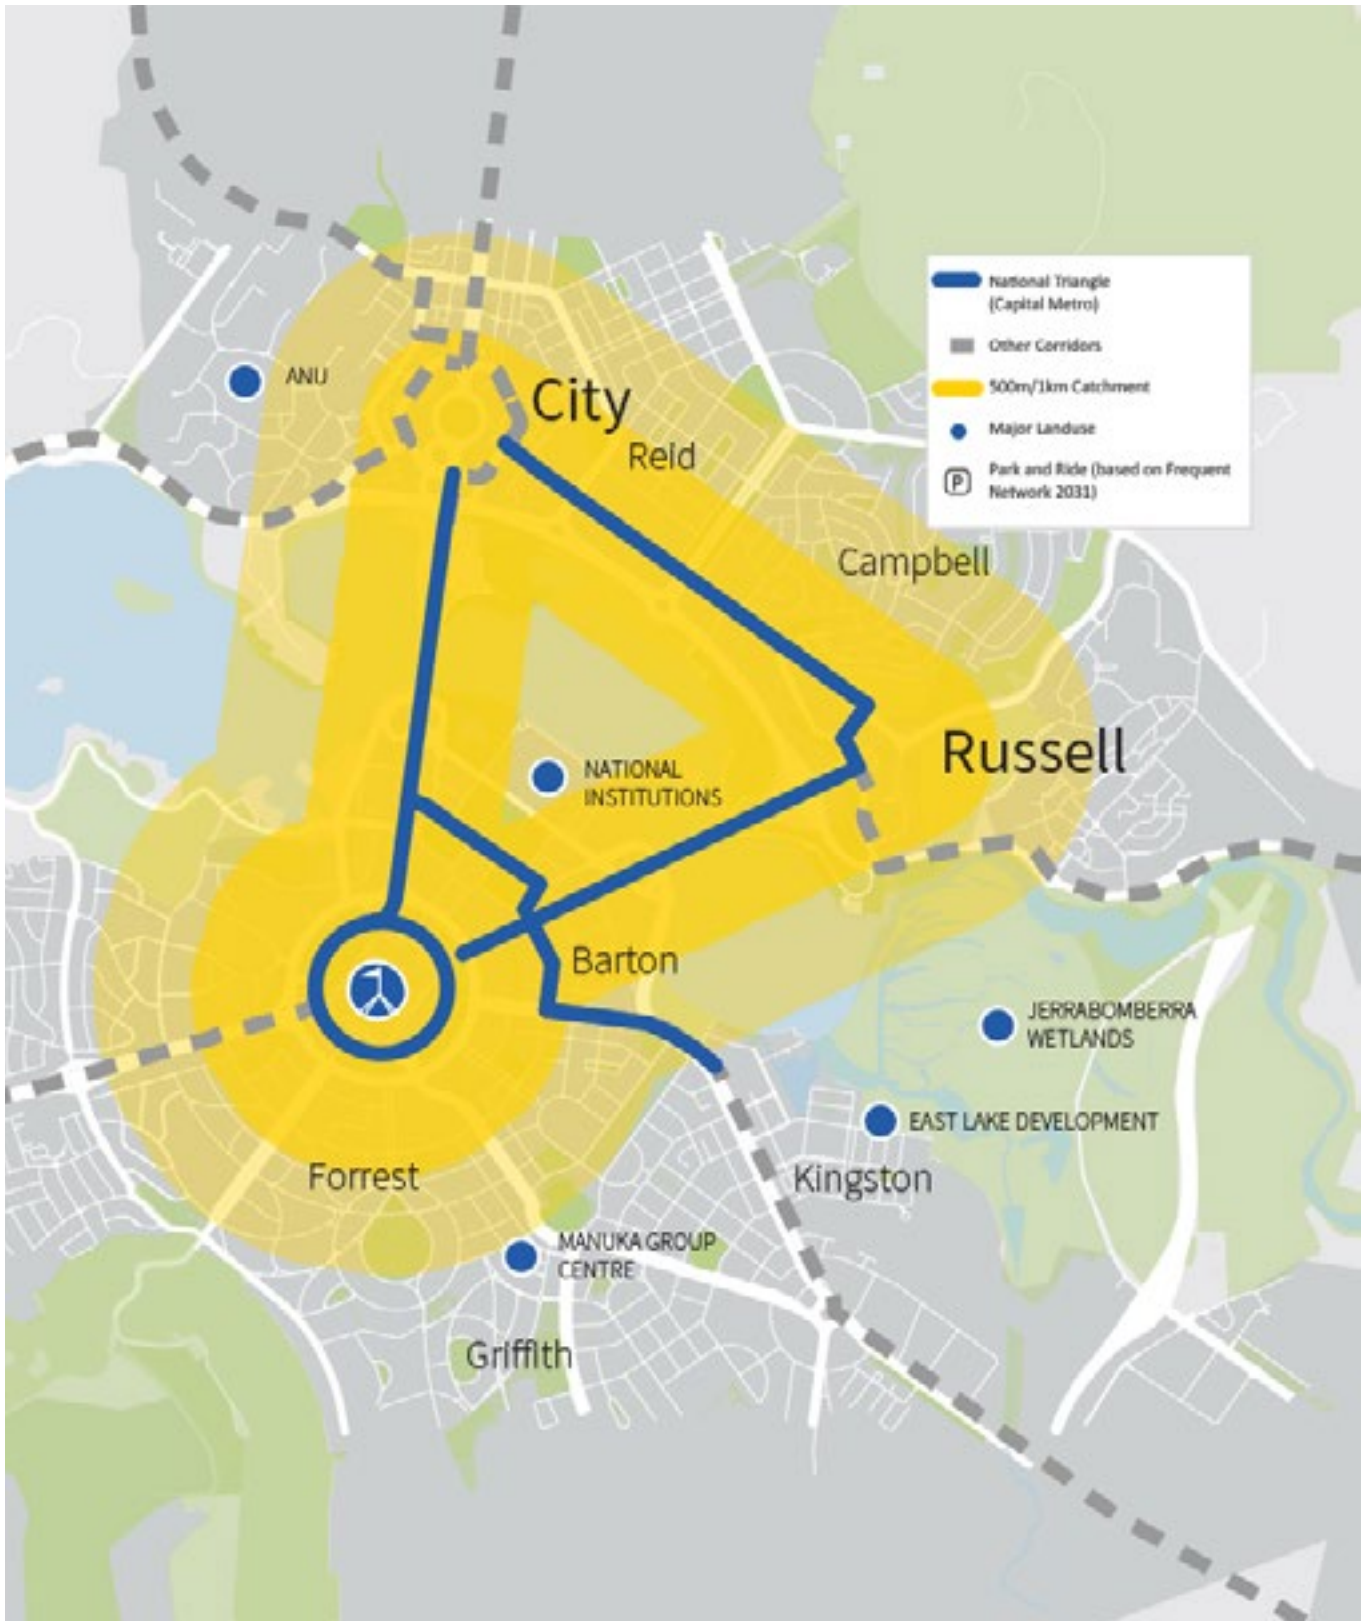 National Triangle
(Capital Metro)
Other Corridors
500m/1km Catchment
Major Landuse
P
Park and Ride (based on Frequent
Network 2031)
ANU
City
Reid
Campbell
Russell
NATIONAL
INSTITUTIONS
Barton
JERRABOMBERRA
WETLANDS
EAST LAKE DEVELOPMENT
Forrest
Kingston
MANUKA GROUP
CENTRE
Griffith